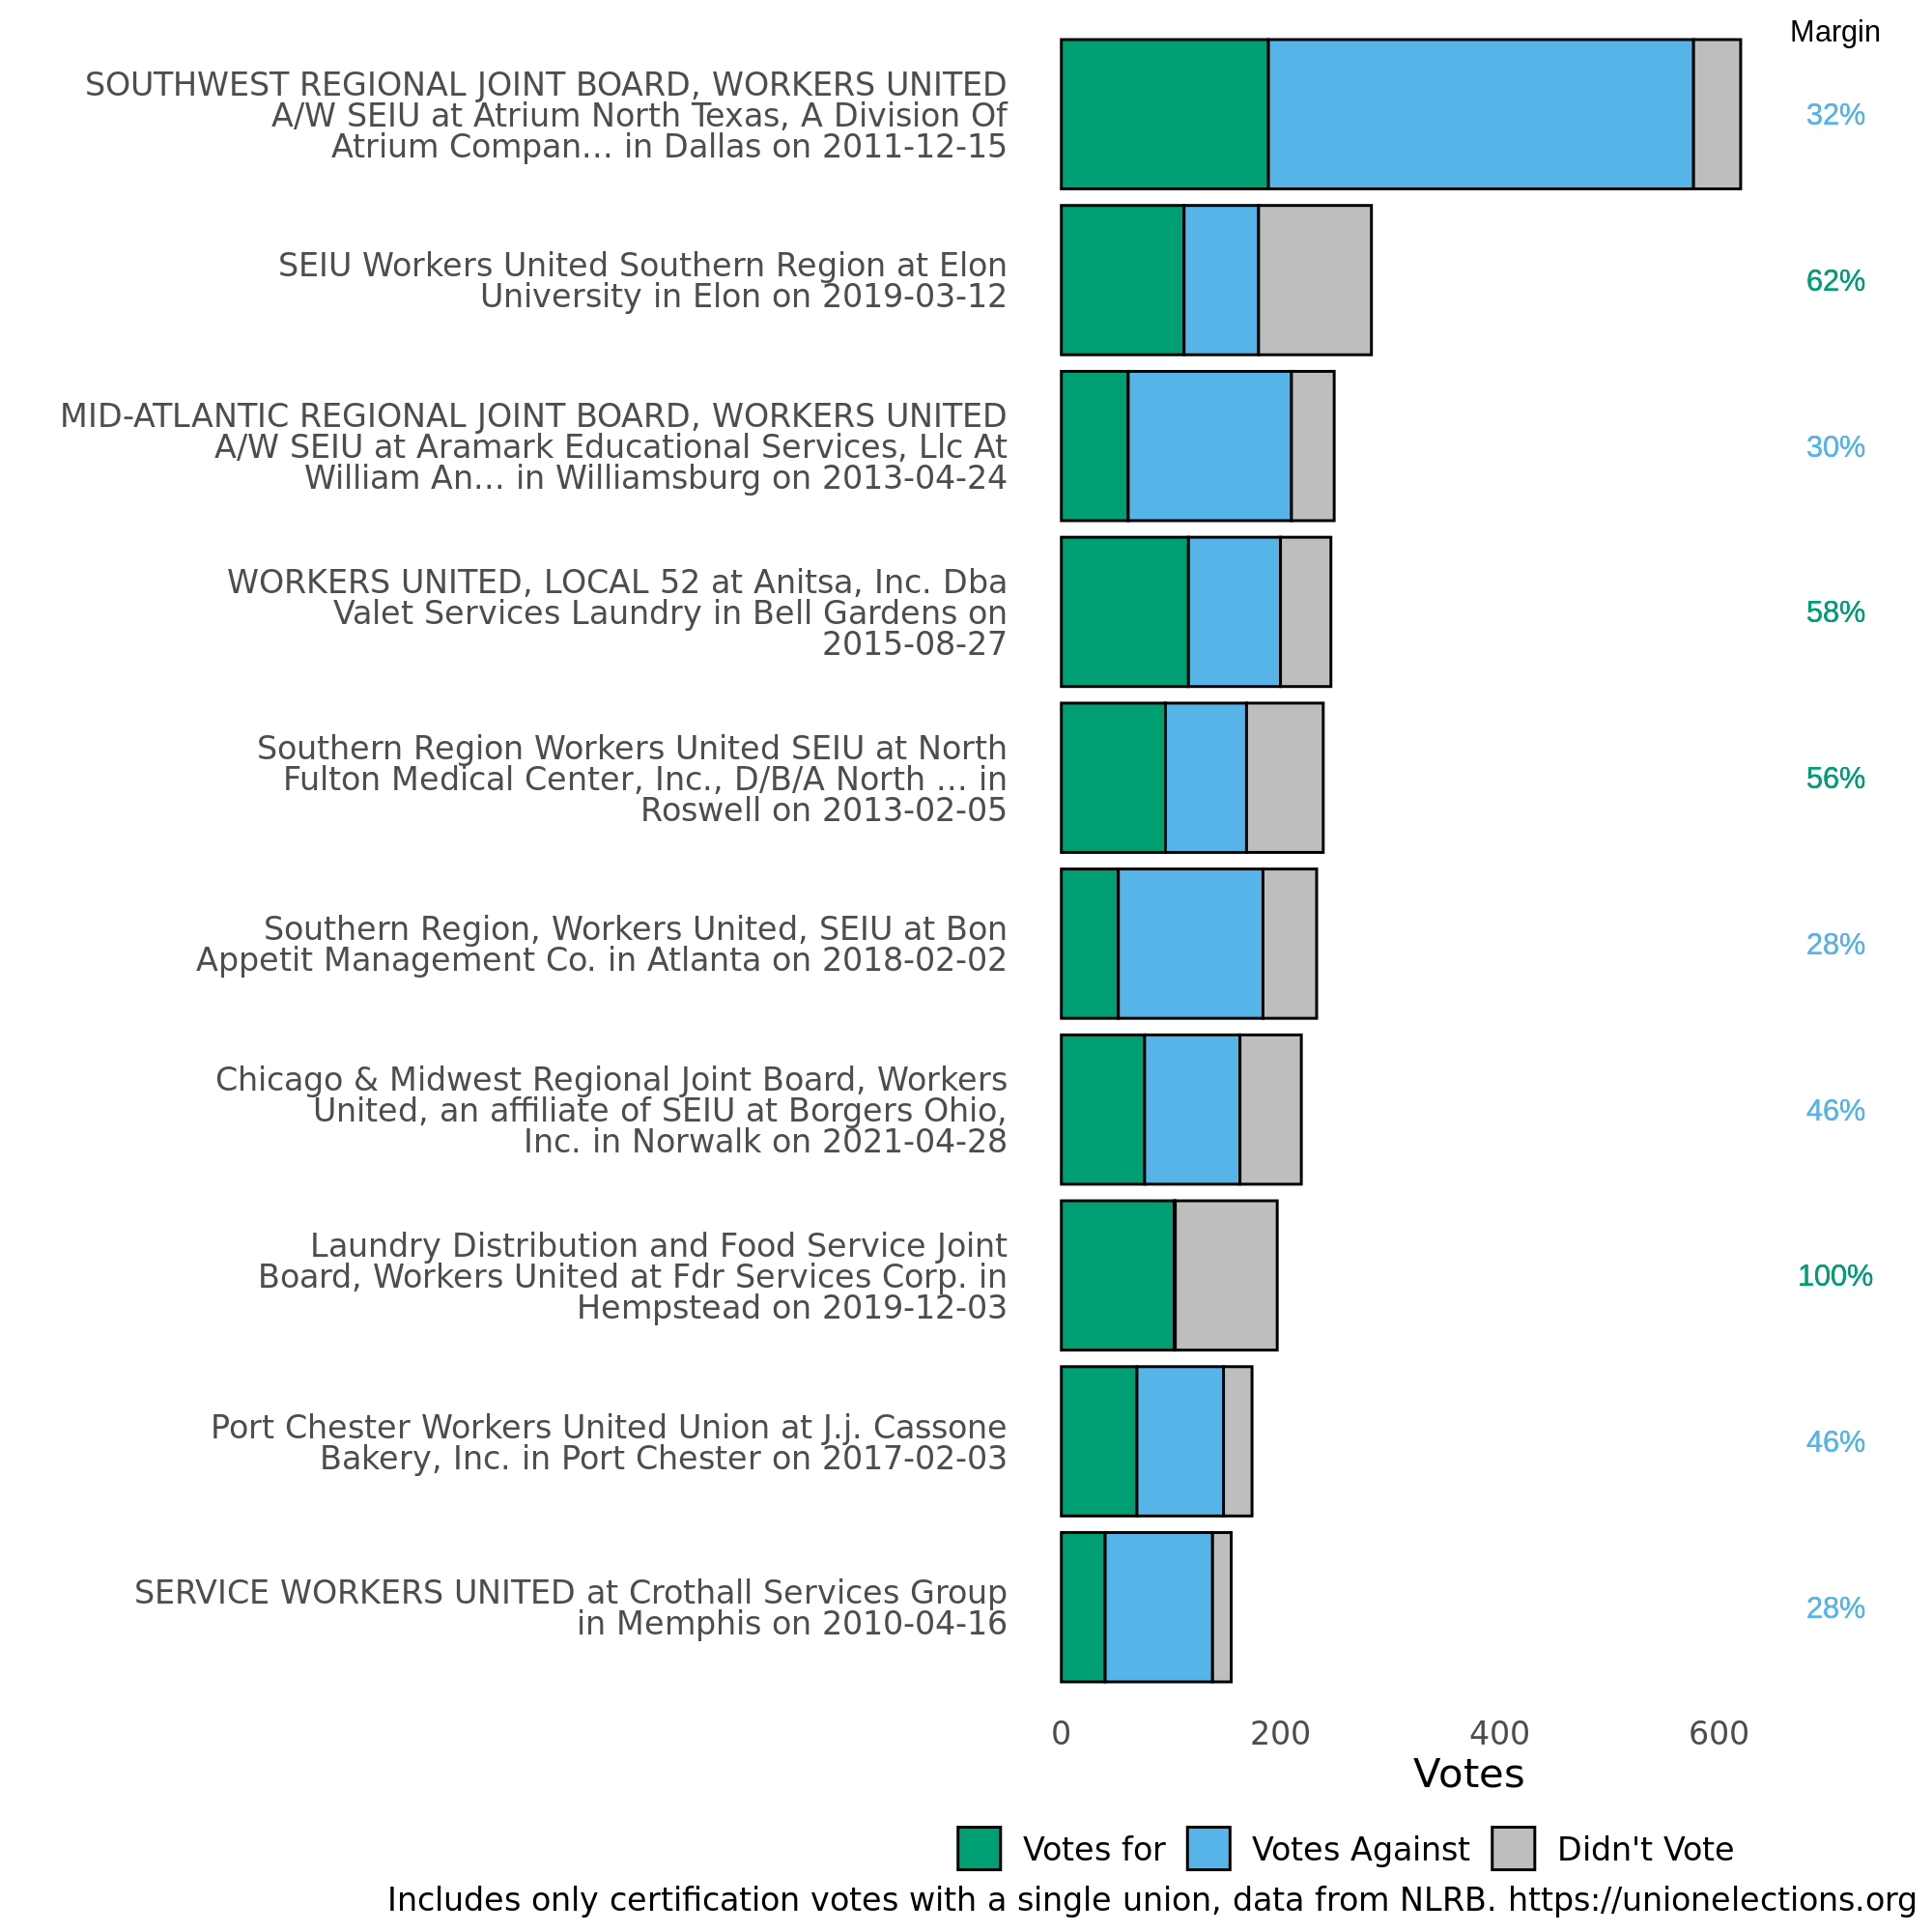 Margin
SOUTHWEST REGIONAL JOINT BOARD, WORKERS UNITED
A/W SEIU at Atrium North Texas, A Division Of
Atrium Compan... in Dallas on 2011-12-15
32%
SEIU Workers United Southern Region at Elon
University in Elon on 2019-03-12
62%
MID-ATLANTIC REGIONAL JOINT BOARD, WORKERS UNITED
A/W SEIU at Aramark Educational Services, Llc At
William An... in Williamsburg on 2013-04-24
30%
WORKERS UNITED, LOCAL 52 at Anitsa, Inc. Dba
Valet Services Laundry in Bell Gardens on
2015-08-27
58%
Southern Region Workers United SEIU at North
Fulton Medical Center, Inc., D/B/A North ... in
Roswell on 2013-02-05
56%
Southern Region, Workers United, SEIU at Bon
Appetit Management Co. in Atlanta on 2018-02-02
28%
Chicago & Midwest Regional Joint Board, Workers
United, an affiliate of SEIU at Borgers Ohio,
Inc. in Norwalk on 2021-04-28
46%
Laundry Distribution and Food Service Joint
Board, Workers United at Fdr Services Corp. in
Hempstead on 2019-12-03
100%
Port Chester Workers United Union at J.j. Cassone
Bakery, Inc. in Port Chester on 2017-02-03
46%
SERVICE WORKERS UNITED at Crothall Services Group
in Memphis on 2010-04-16
28%
0 200 400 600
Votes
Votes for Votes Against Didn't Vote
Includes only certification votes with a single union, data from NLRB. https://unionelections.org